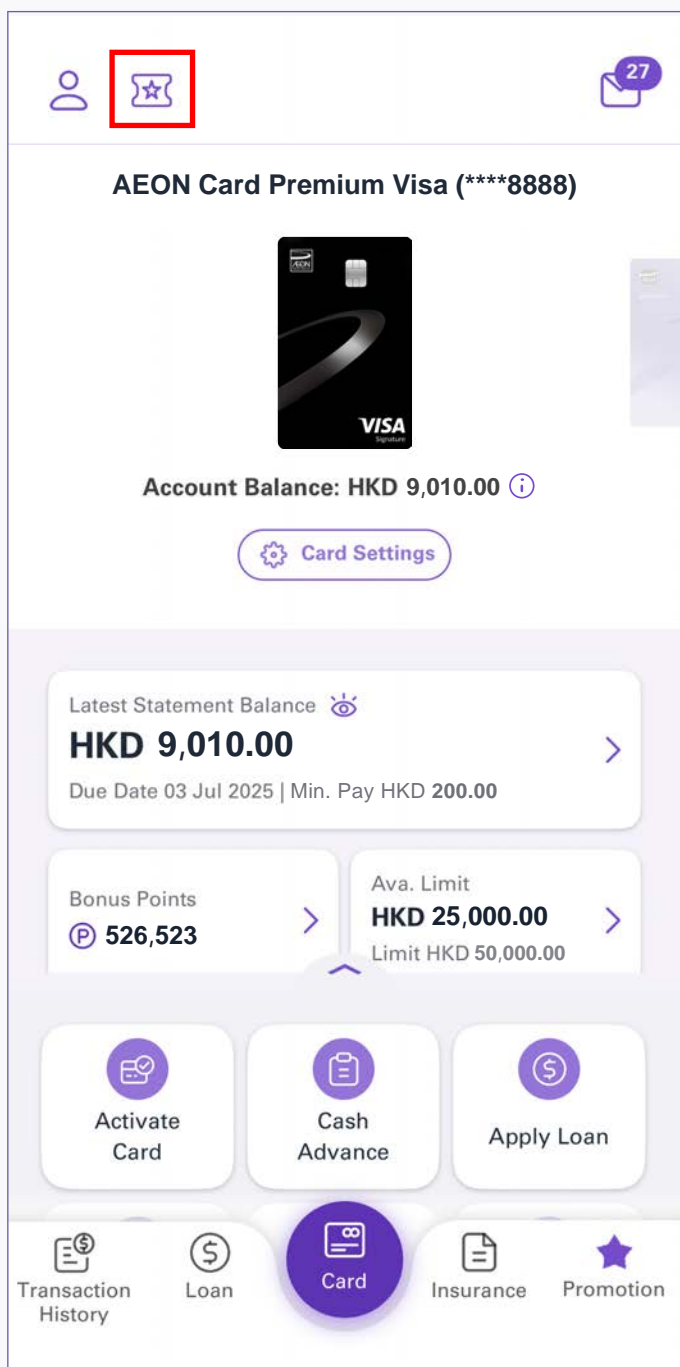 27
AEON Card Premium Visa (****8888)
AEON
VISA
Signature
Account Balance: HKD 9,010.00
Card Settings
Latest Statement Balance
HKD 9,010.00
Due Date 03 Jul 2025 | Min. Pay HKD 200.00
Bonus Points
P 526,523
Ava. Limit
HKD 25,000.00
Limit HKD 50,000.00
Activate
Card
Cash
Advance
Apply Loan
Transaction
History
Loan
Card
Insurance
Promotion